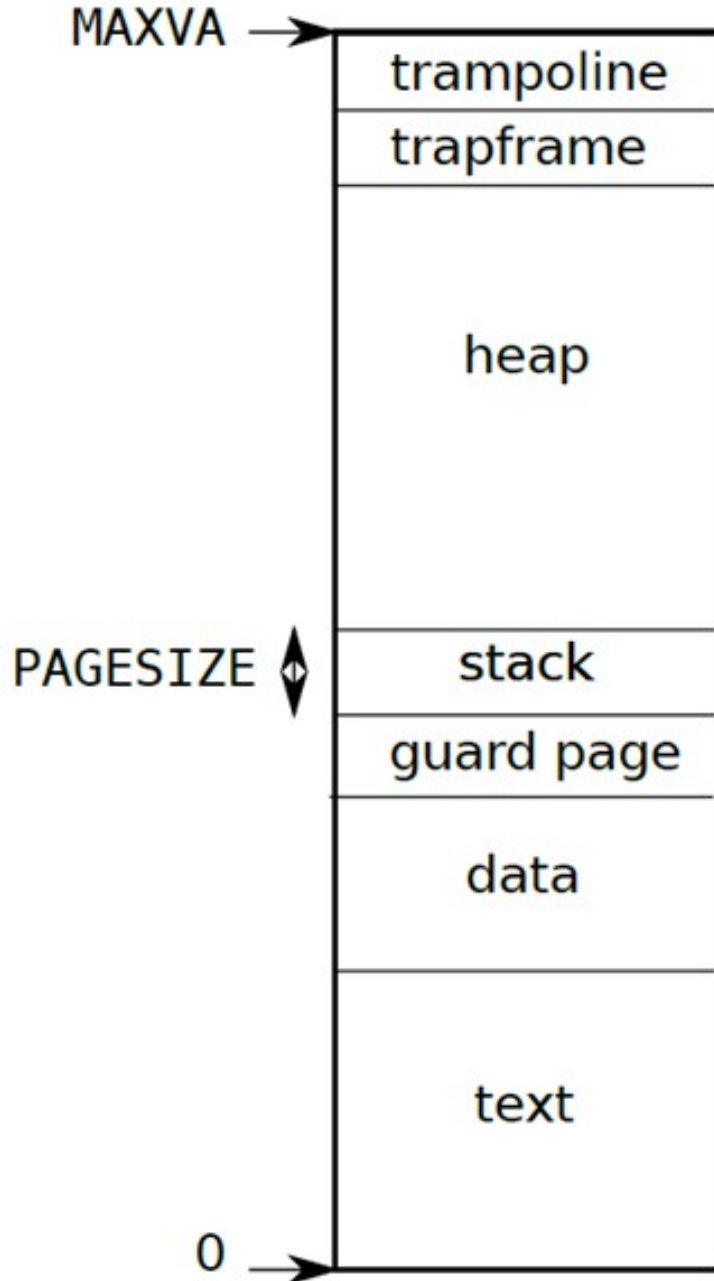 MAXVA
trampoline
trapframe
heap
PAGESIZE
stack
guard page
data
text
0